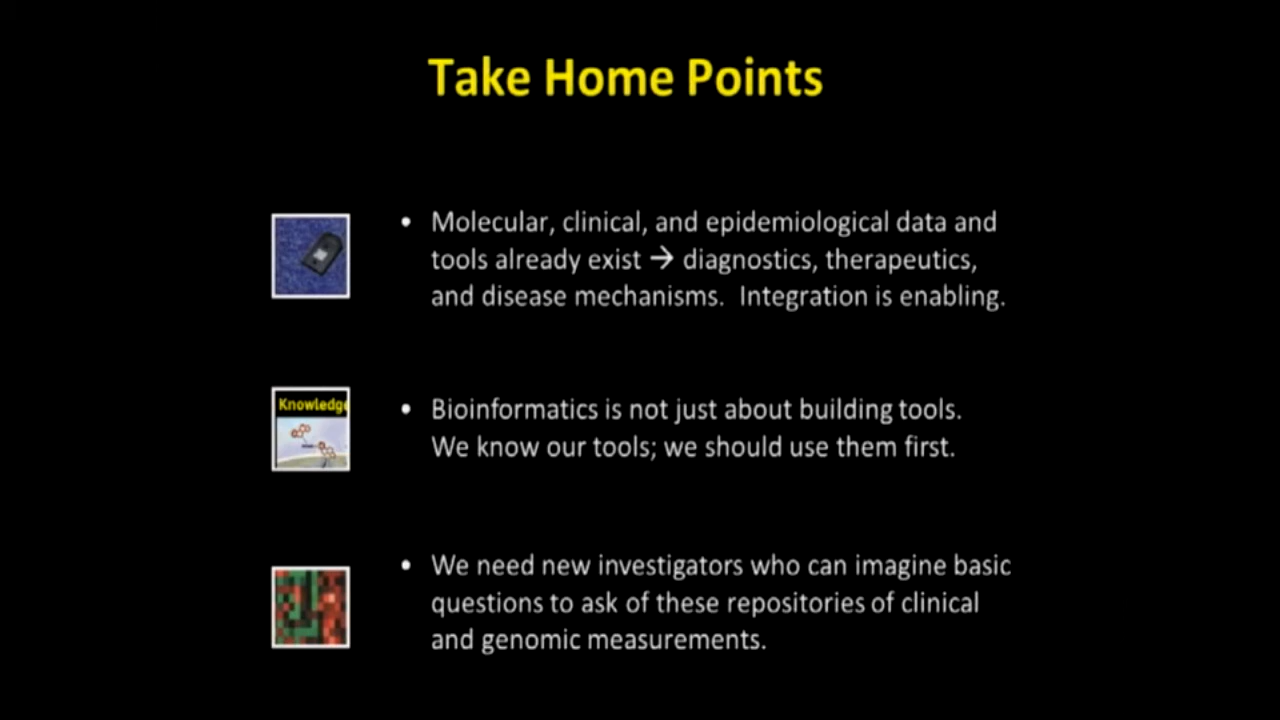 Take Home Points
• Molecular, clinical, and epidemiological data and
tools already exist → diagnostics, therapeutics,
and disease mechanisms.  Integration is enabling.
Knowledge
• Bioinformatics is not just about building tools.
We know our tools; we should use them first.
• We need new investigators who can imagine basic
questions to ask of these repositories of clinical
and genomic measurements.